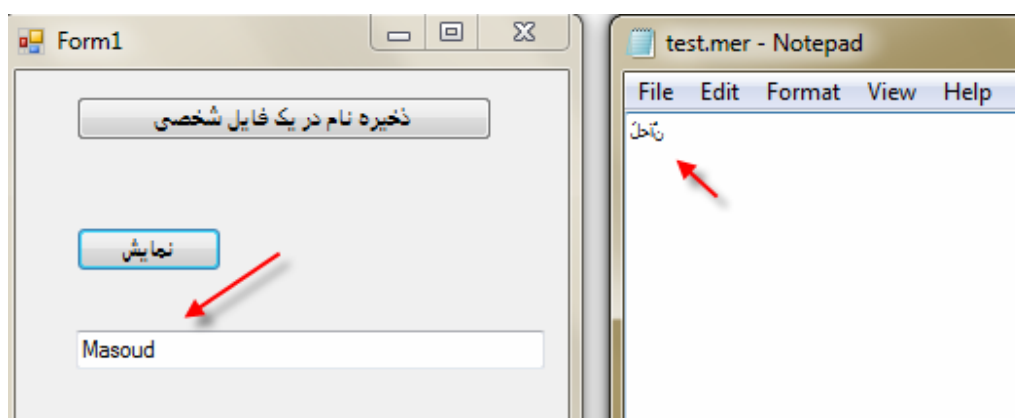 Form1
ذخیره نام در یک فایل شخصی
نمایش
Masoud
test.mer - Notepad
File Edit Format View Help